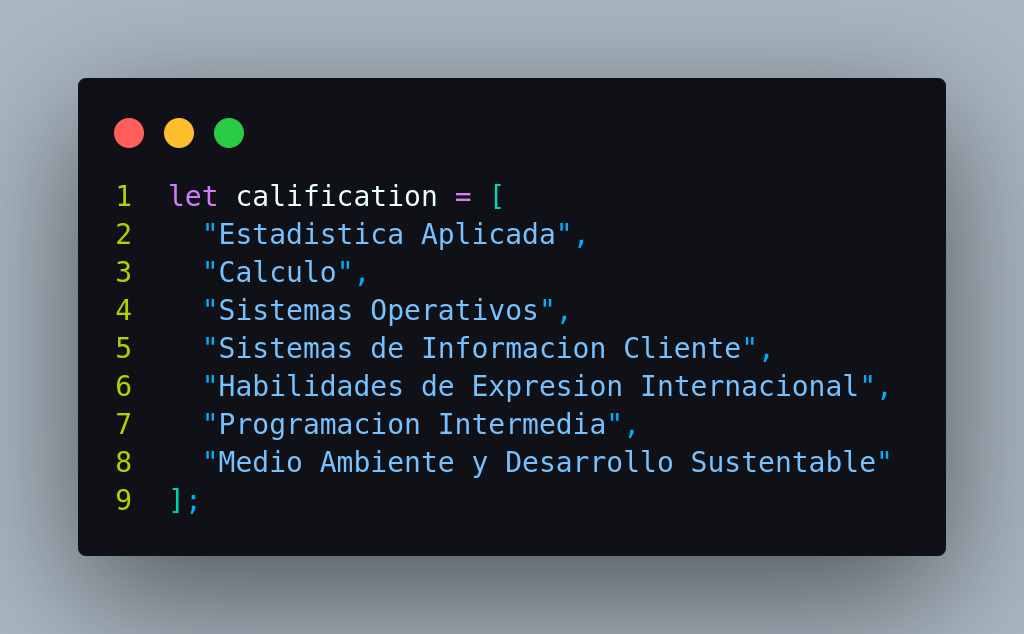 1 let calification = [
2 "Estadistica Aplicada",
3 "Calculo",
4 "Sistemas Operativos",
5 "Sistemas de Informacion Cliente",
6 "Habilidades de Expresion Internacional",
7 "Programacion Intermedia",
8 "Medio Ambiente y Desarrollo Sustentable"
9 ];